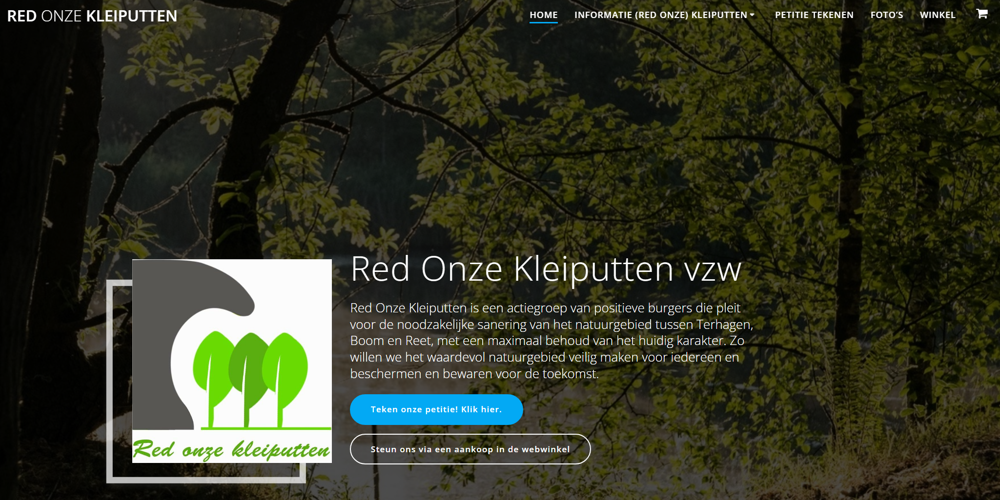 RED ONZE KLEIPUTTEN
HOME
INFORMATIE (RED ONZE) KLEIPUTTEN
PETITIE TEKENEN
FOTO’S
WINKEL
Red Onze Kleiputten vzw
Red Onze Kleiputten is een actiegroep van positieve burgers die pleit
voor de noodzakelijke sanering van het natuurgebied tussen Terhagen,
Boom en Reet, met een maximaal behoud van het huidig karakter. Zo
willen we het waardevol natuurgebied veilig maken voor iedereen en
beschermen en bewaren voor de toekomst.
Teken onze petitie! Klik hier.
Steun ons via een aankoop in de webwinkel
Red onze kleiputten